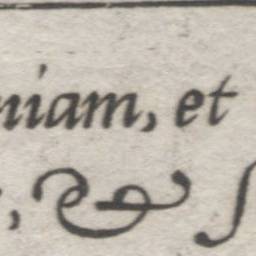 niam, et
, & ſ